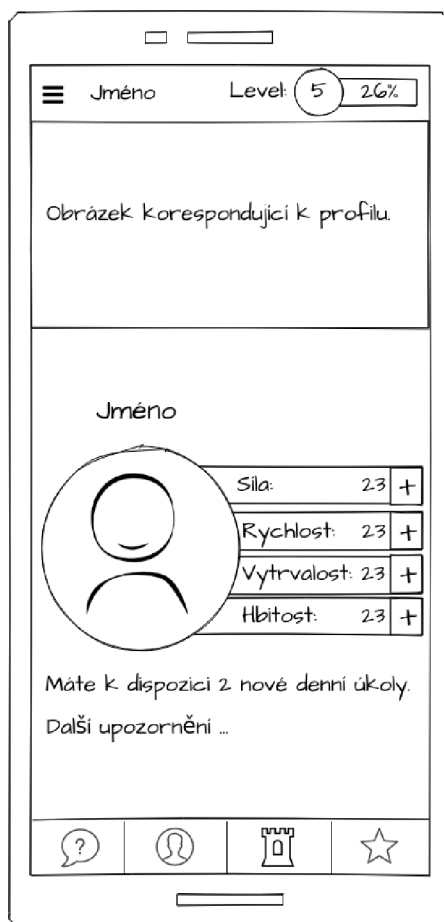 Jméno Level: 5 26%
Obrázek korespondující k profilu.
Jméno
Síla: 23 +
Rychlost: 23 +
Vytrvalost: 23 +
Hbitost: 23 +
Máte k dispozici 2 nové denní úkoly.
Další upozornění ...
?